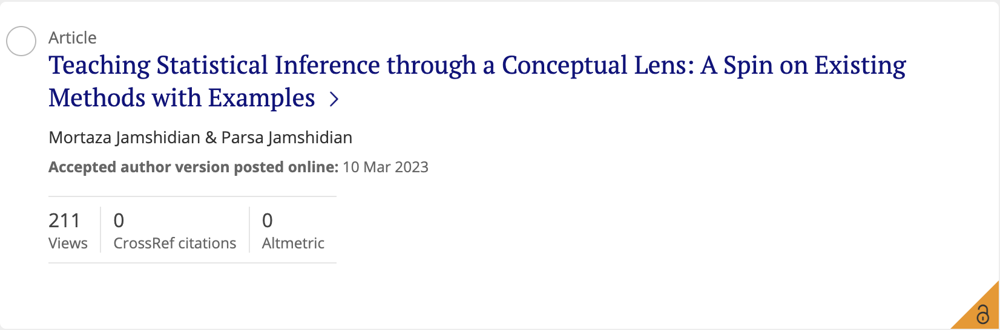 Article
Teaching Statistical Inference through a Conceptual Lens: A Spin on Existing
Methods with Examples
Mortaza Jamshidian & Parsa Jamshidian
Accepted author version posted online: 10 Mar 2023
211 0 0
Views CrossRef citations Altmetric